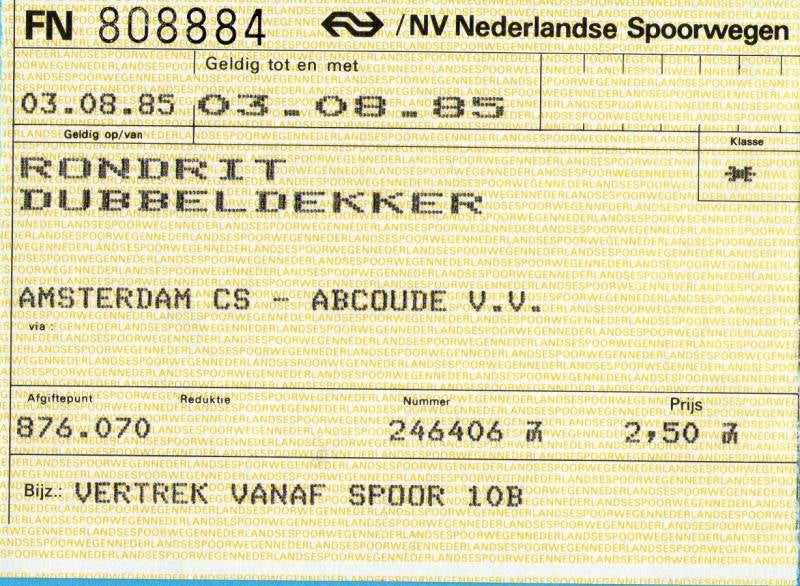 FN 808884 /NV Nederlandse Spoorwegen
Geldig tot en met
03.08.85 03.08.85
Geldig op/van
Klasse
RONDRIT
*
DUBBELDEKKER
AMSTERDAM CS - ABCOUDE V.V.
via :
Afgiftepunt Reduktie Nummer Prijs
876.070 246406 2,50
Bijz.: VERTREK VANAF SPOOR 10B